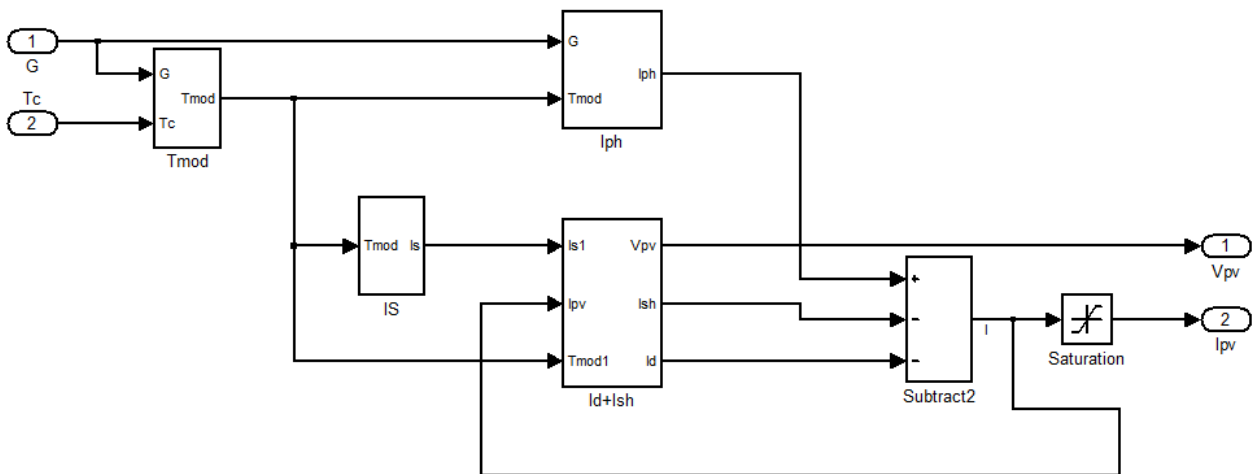 1
G
Tc
2
G
Tc
Tmod
Tmod
G
Tmod
Iph
Iph
Tmod
Is
IS
Is1
Ipv
Tmod1
Vpv
Ish
Id
Id+Ish
+
−
−
Subtract2
I
Saturation
1
Vpv
2
Ipv